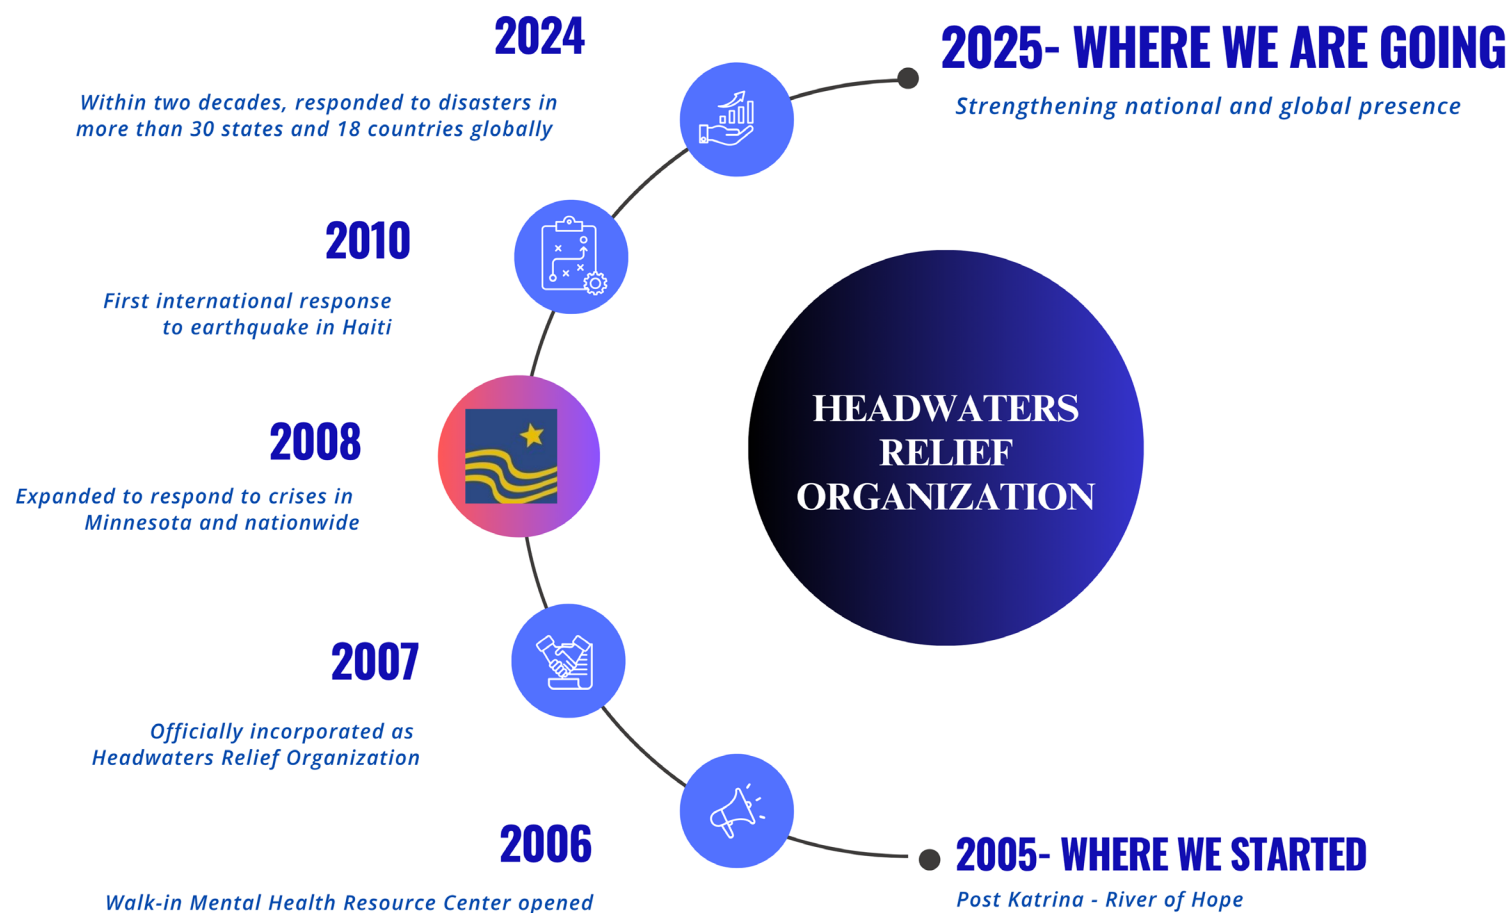 2024
Within two decades, responded to disasters in
more than 30 states and 18 countries globally
2025- WHERE WE ARE GOING
Strengthening national and global presence
2010
First international response
to earthquake in Haiti
HEADWATERS
RELIEF
ORGANIZATION
2008
Expanded to respond to crises in
Minnesota and nationwide
2007
Officially incorporated as
Headwaters Relief Organization
2006
Walk-in Mental Health Resource Center opened
2005- WHERE WE STARTED
Post Katrina - River of Hope